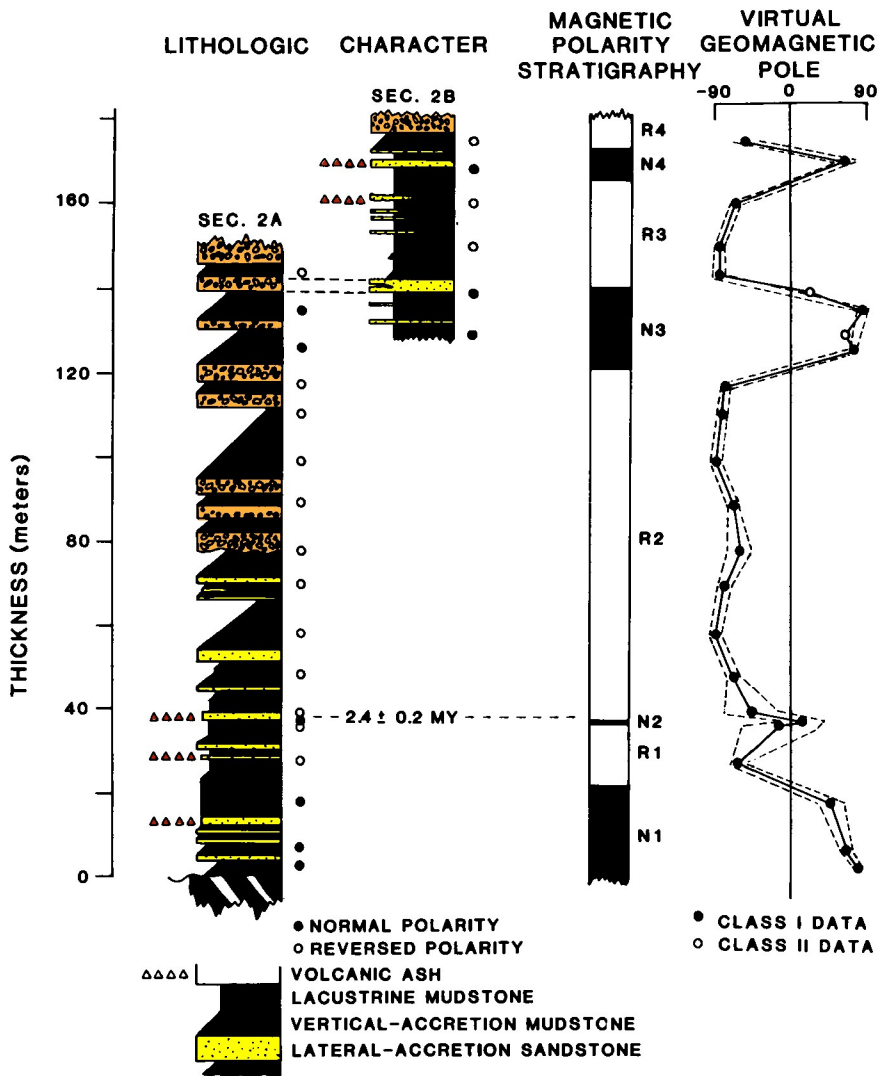 LITHOLOGIC CHARACTER
MAGNETIC
POLARITY
STRATIGRAPHY
VIRTUAL
GEOMAGNETIC
POLE
-90 0 90
SEC. 2B
SEC. 2A
THICKNESS (meters)
160
120
80
40
0
R4
N4
R3
N3
R2
N2
R1
N1
2.4 ± 0.2 MY
● NORMAL POLARITY
○ REVERSED POLARITY
VOLCANIC ASH
LACUSTRINE MUDSTONE
VERTICAL-ACCRETION MUDSTONE
LATERAL-ACCRETION SANDSTONE
● CLASS I DATA
○ CLASS II DATA